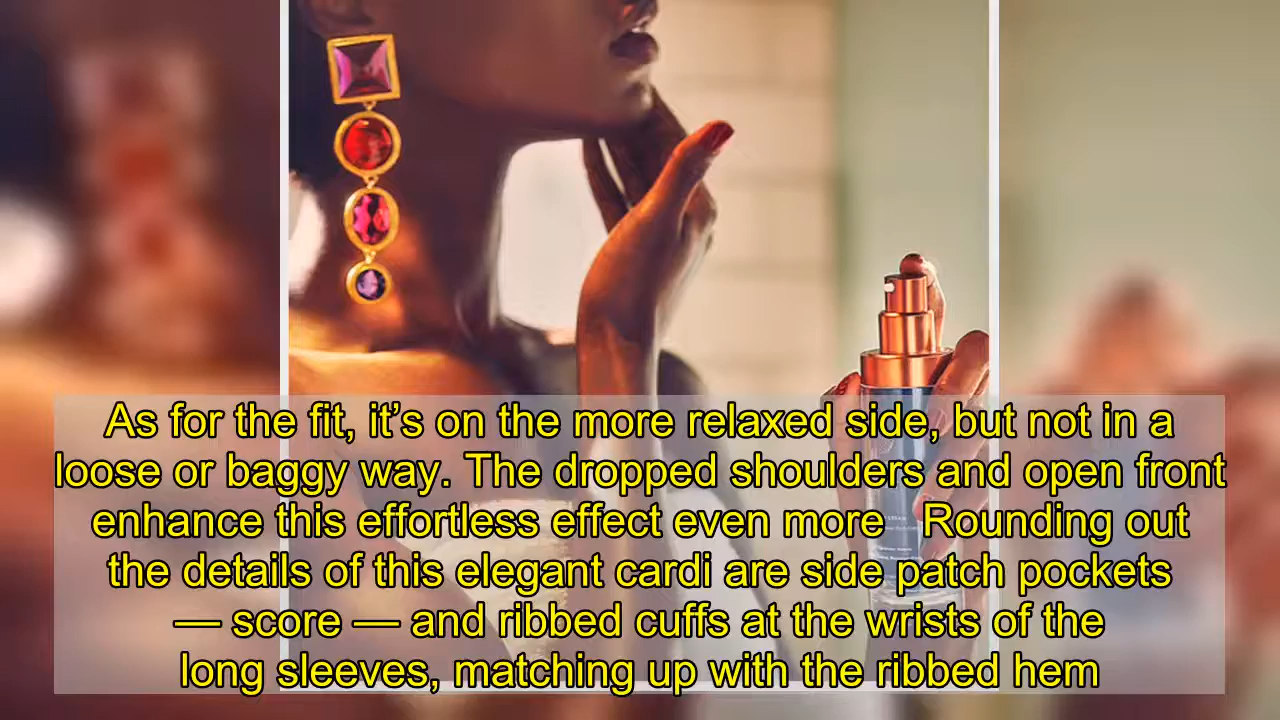 As for the fit, it’s on the more relaxed side, but not in a
loose or baggy way. The dropped shoulders and open front
enhance this effortless effect even more Rounding out
the details of this elegant cardi are side patch pockets
— score — and ribbed cuffs at the wrists of the
long sleeves, matching up with the ribbed hem